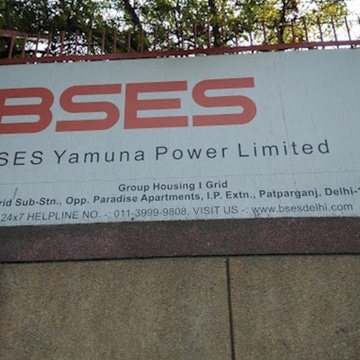 BSES
SES Yamuna Power Limited
Group Housing I Grid
rid Sub-Stn., Opp. Paradise Apartments, I.P. Extn., Patparganj, Delhi-
24x7 HELPLINE NO. -: 011-3999-9808, VISIT US -: www.bsesdelhi.com